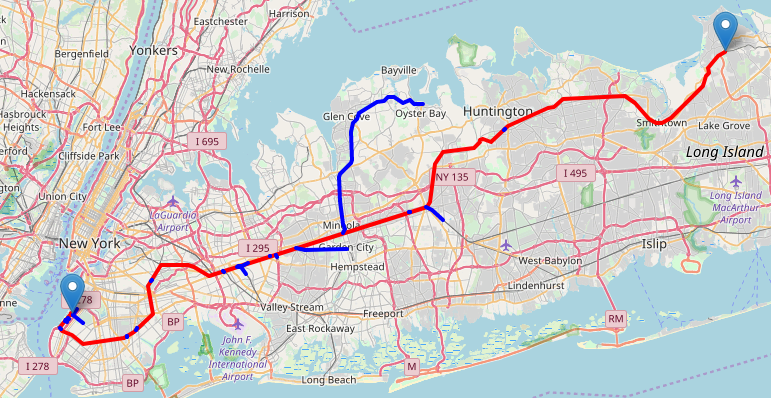 Harrison.
Eastchester
Yonkers
Bergenfield
New Rochelle
Bayville
Hackensack
Hasbrouck
Heights
Fort Lee
Glen Cove
Oyster Bay
Huntington
Smithtown
Lake Grove
I 695
Cliffside Park
Long Island
NY 135
I 495
Union City
LaGuardia
Airport
Long Island
MacArthur
Airport
Mineola
New York
I 295
Garden City
Islip
Hempstead
West Babylon
Lindenhurst
278
Valley Stream
Freeport
BP
East Rockaway
RM
John F.
Kennedy
International
Airport
I 278
M
BP
Long Beach